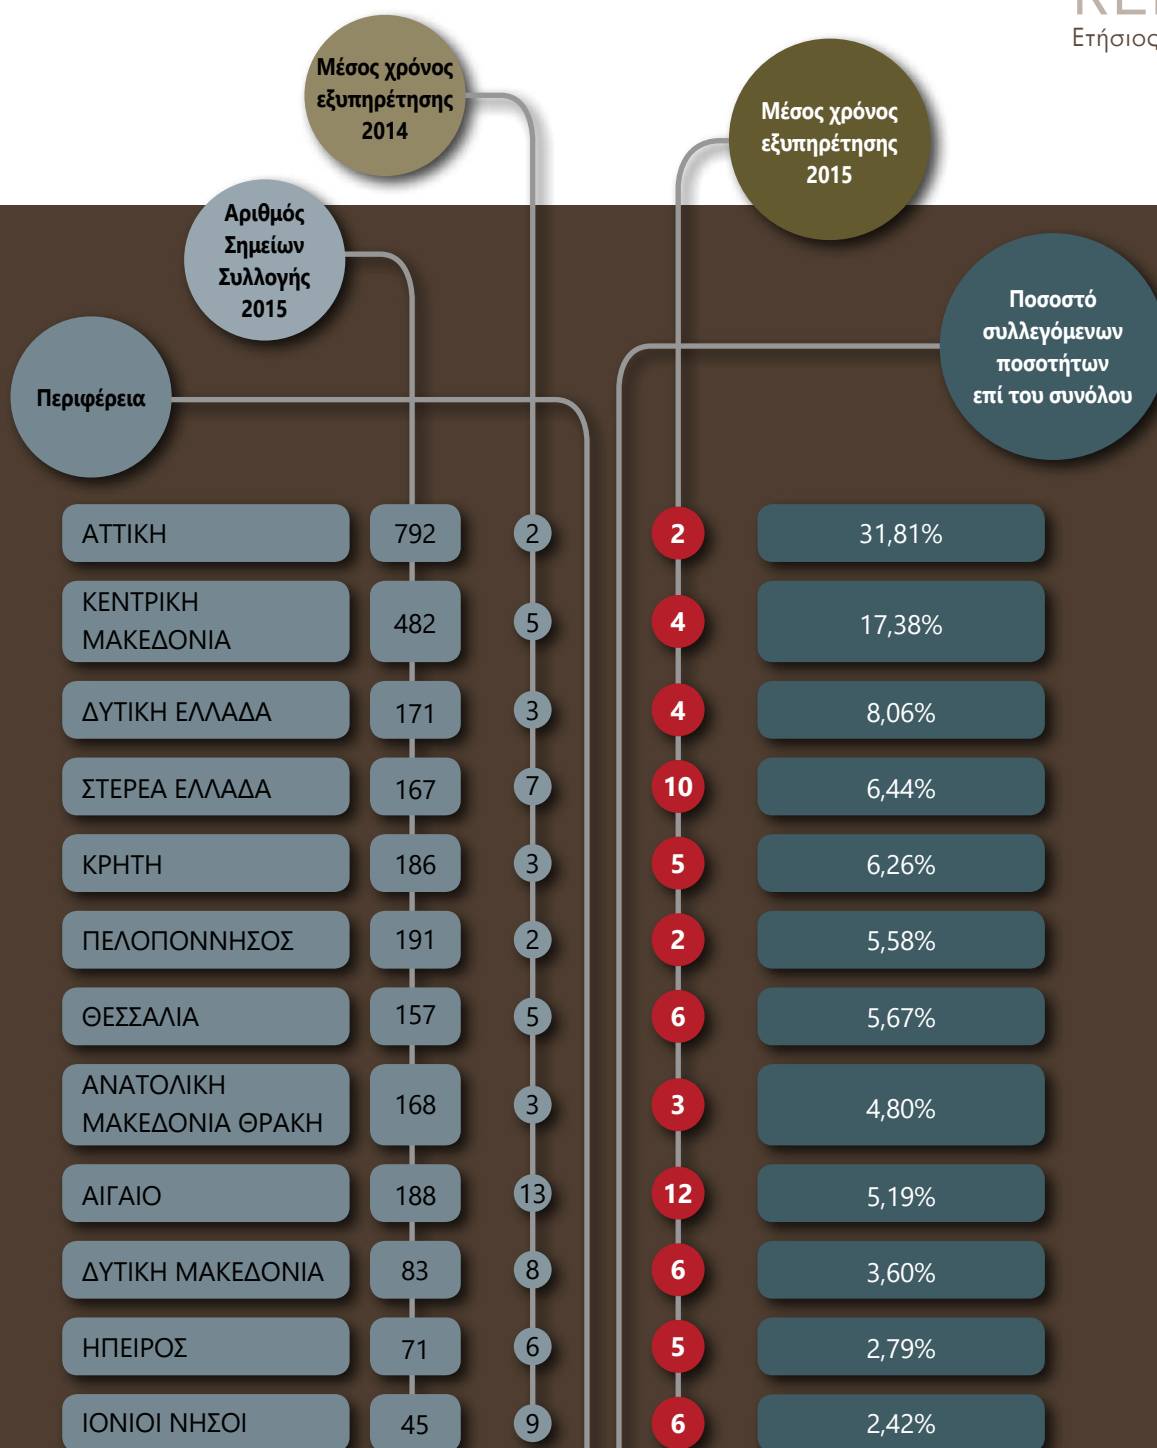 Ετήσιος
Μέσος χρόνος
εξυπηρέτησης
2014
Μέσος χρόνος
εξυπηρέτησης
2015
Αριθμός
Σημείων
Συλλογής
2015
Ποσοστό
συλλεγόμενων
ποσοτήτων
επί του συνόλου
Περιφέρεια
ΑΤΤΙΚΗ 792 2 2 31,81%
ΚΕΝΤΡΙΚΗ
ΜΑΚΕΔΟΝΙΑ 482 5 4 17,38%
ΔΥΤΙΚΗ ΕΛΛΑΔΑ 171 3 4 8,06%
ΣΤΕΡΕΑ ΕΛΛΑΔΑ 167 7 10 6,44%
ΚΡΗΤΗ 186 3 5 6,26%
ΠΕΛΟΠΟΝΝΗΣΟΣ 191 2 2 5,58%
ΘΕΣΣΑΛΙΑ 157 5 6 5,67%
ΑΝΑΤΟΛΙΚΗ
ΜΑΚΕΔΟΝΙΑ ΘΡΑΚΗ 168 3 3 4,80%
ΑΙΓΑΙΟ 188 13 12 5,19%
ΔΥΤΙΚΗ ΜΑΚΕΔΟΝΙΑ 83 8 6 3,60%
ΗΠΕΙΡΟΣ 71 6 5 2,79%
ΙΟΝΙΟΙ ΝΗΣΟΙ 45 9 6 2,42%